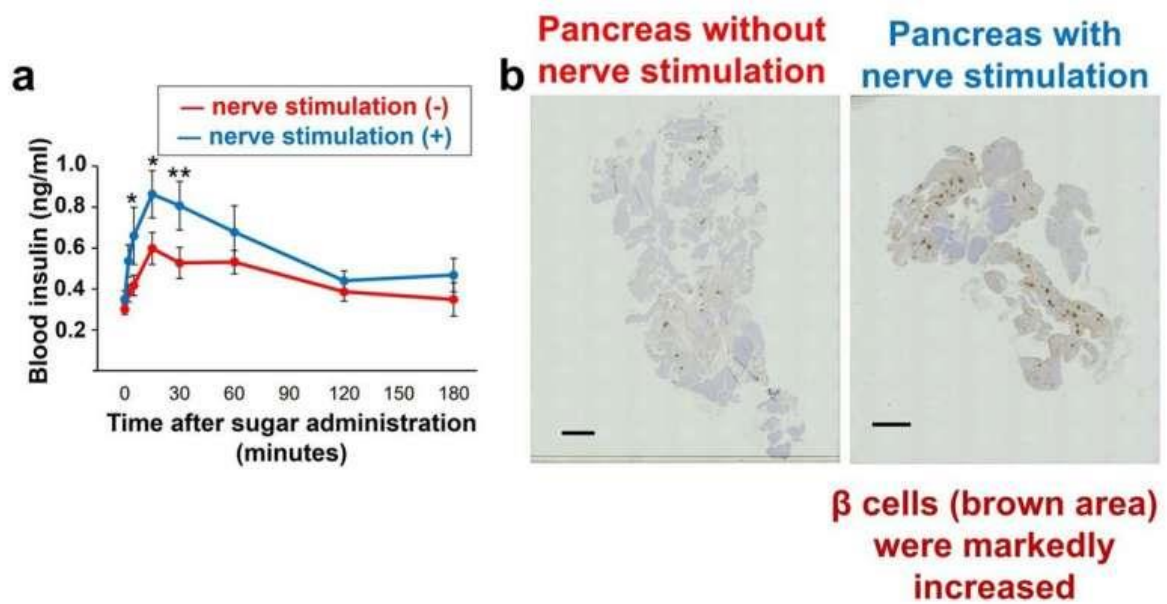 a
— nerve stimulation (-)
— nerve stimulation (+)
Blood insulin (ng/ml)
1.0
0.8
0.6
0.4
0.2
* * **
0 30 60 90 120 150 180
Time after sugar administration
(minutes)
b
Pancreas without
nerve stimulation
Pancreas with
nerve stimulation
β cells (brown area)
were markedly
increased